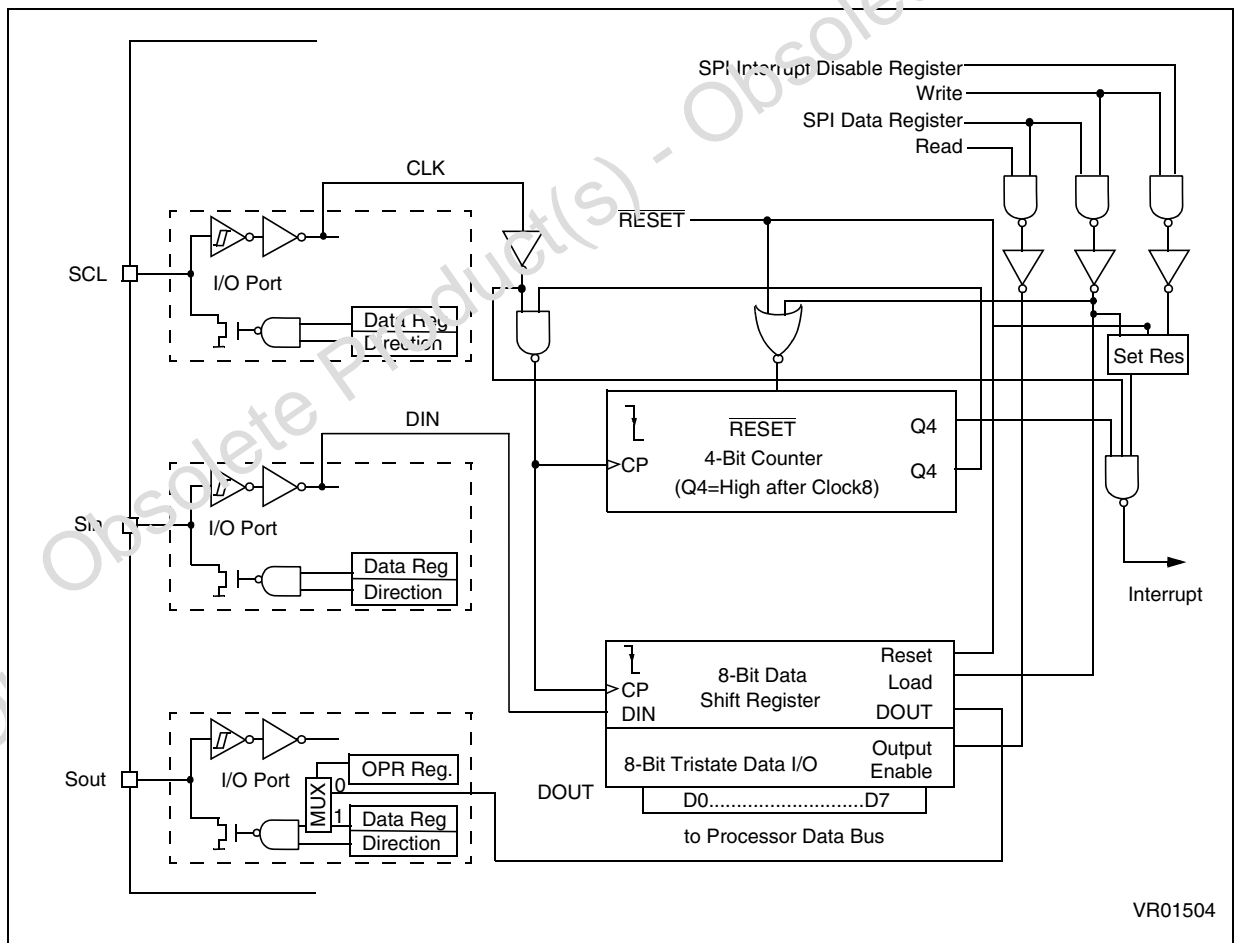 SPI Interrupt Disable Register
Write
SPI Data Register
Read
CLK
RESET
SCL
I/O Port
Data Reg
Direction
Set Res
DIN
RESET
Q4
CP
4-Bit Counter
Q4
(Q4=High after Clock8)
Sin
I/O Port
Data Reg
Direction
Interrupt
Reset
8-Bit Data
CP
Load
Shift Register
DIN
DOUT
Sout
I/O Port
OPR Reg.
MUX
0
1
Data Reg
Direction
DOUT
8-Bit Tristate Data I/O
Output
Enable
D0............................D7
to Processor Data Bus
VR01504
Obsolete Product(s) - Obsolete